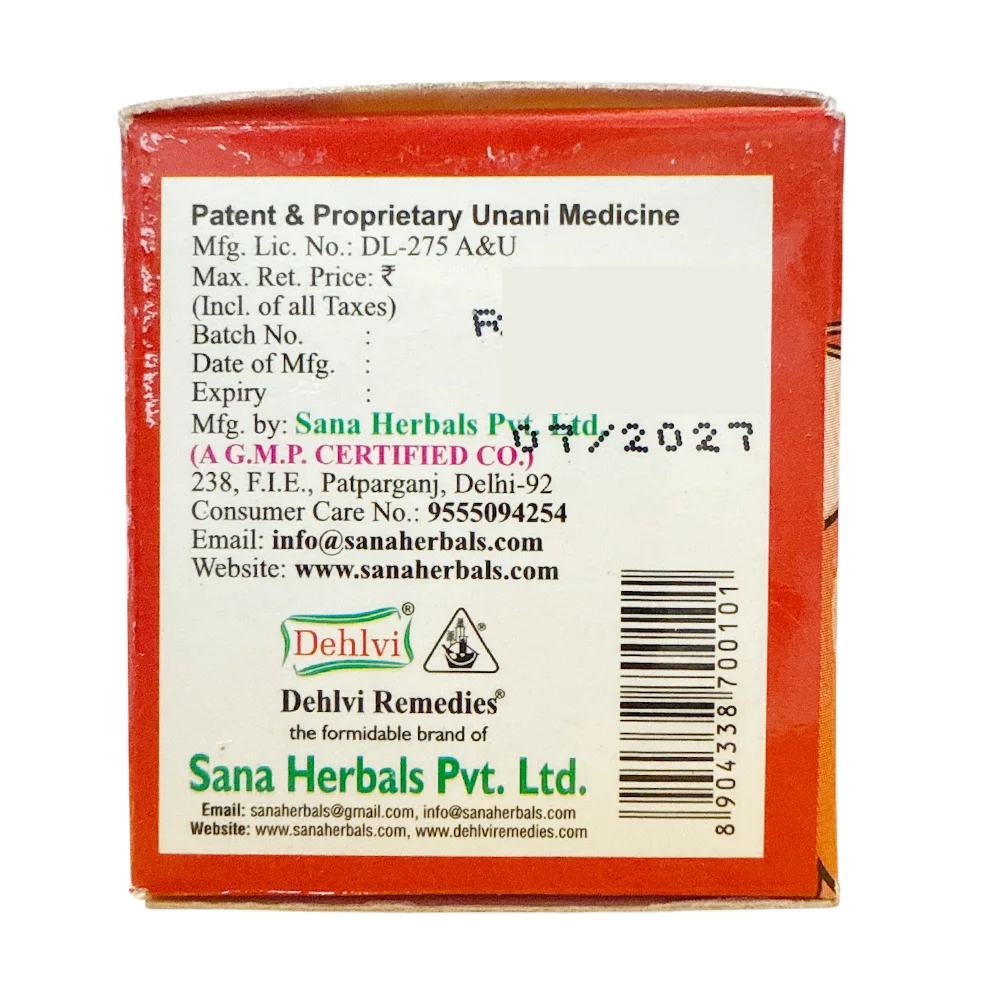 Patent & Proprietary Unani Medicine
Mfg. Lic. No.: DL-275 A&U
Max. Ret. Price: ₹
(Incl. of all Taxes)
Batch No. :
Date of Mfg. :
Expiry :
Mfg. by: Sana Herbals Pvt. Ltd.
07/2027
(A G.M.P. CERTIFIED CO.)
238, F.I.E., Patparganj, Delhi-92
Consumer Care No.: 9555094254
Email: info@sanaherbals.com
Website: www.sanaherbals.com
Dehlvi®
®
Dehlvi Remedies®
the formidable brand of
Sana Herbals Pvt. Ltd.
Email: sanaherbals@gmail.com, info@sanaherbals.com
Website: www.sanaherbals.com, www.dehlviremedies.com
8904338700101